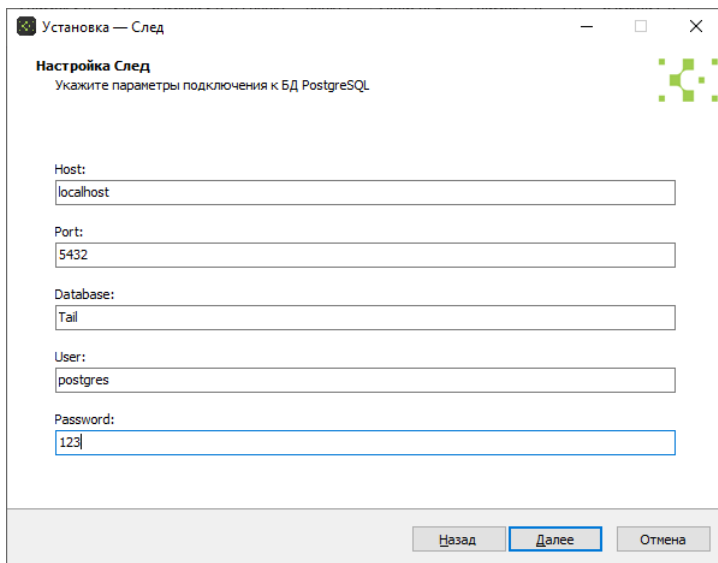 Установка — След
Настройка След
Укажите параметры подключения к БД PostgreSQL
Host:
localhost
Port:
5432
Database:
Tail
User:
postgres
Password:
123
Назад Далее Отмена